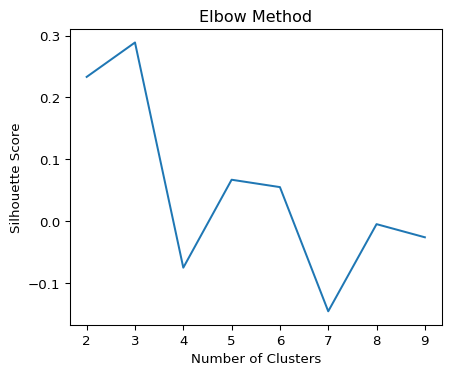 Elbow Method
Silhouette Score
0.3
0.2
0.1
0.0
−0.1
2 3 4 5 6 7 8 9
Number of Clusters